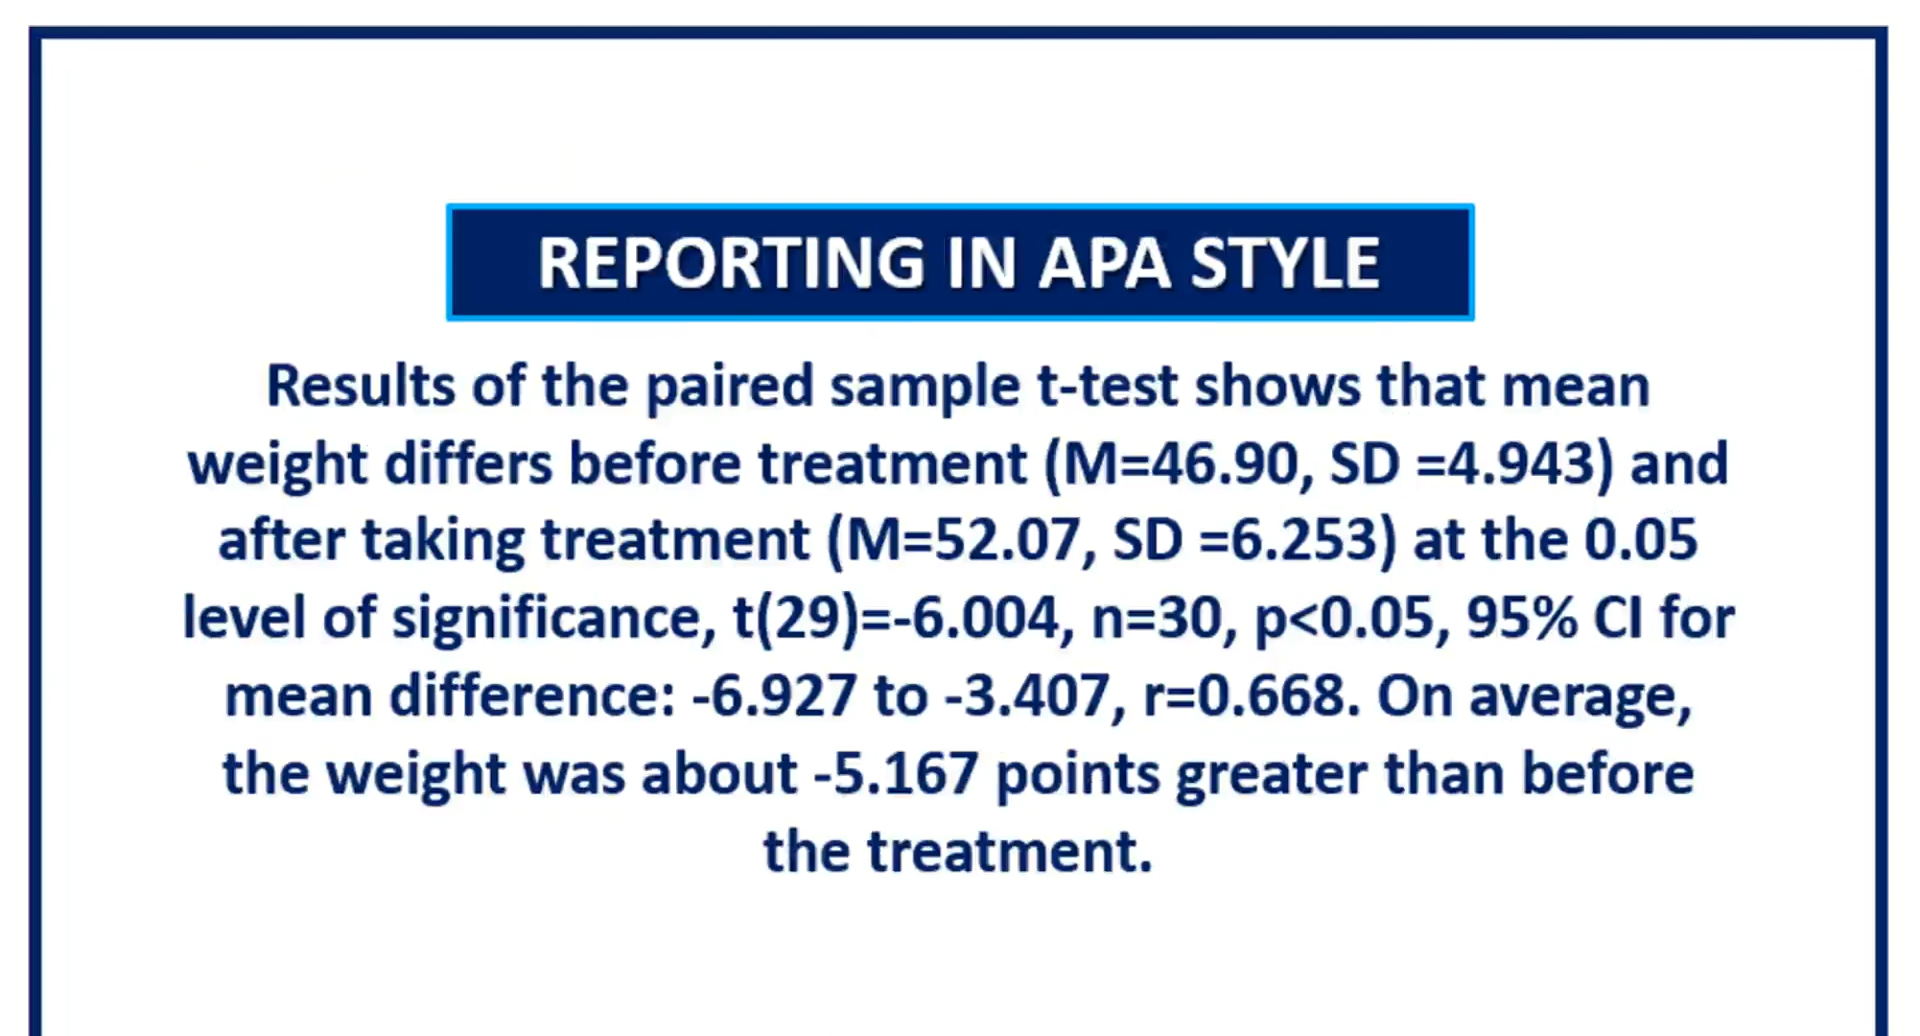 REPORTING IN APA STYLE
Results of the paired sample t-test shows that mean
weight differs before treatment (M=46.90, SD =4.943) and
after taking treatment (M=52.07, SD =6.253) at the 0.05
level of significance, t(29)=-6.004, n=30, p<0.05, 95% CI for
mean difference: -6.927 to -3.407, r=0.668. On average,
the weight was about -5.167 points greater than before
the treatment.